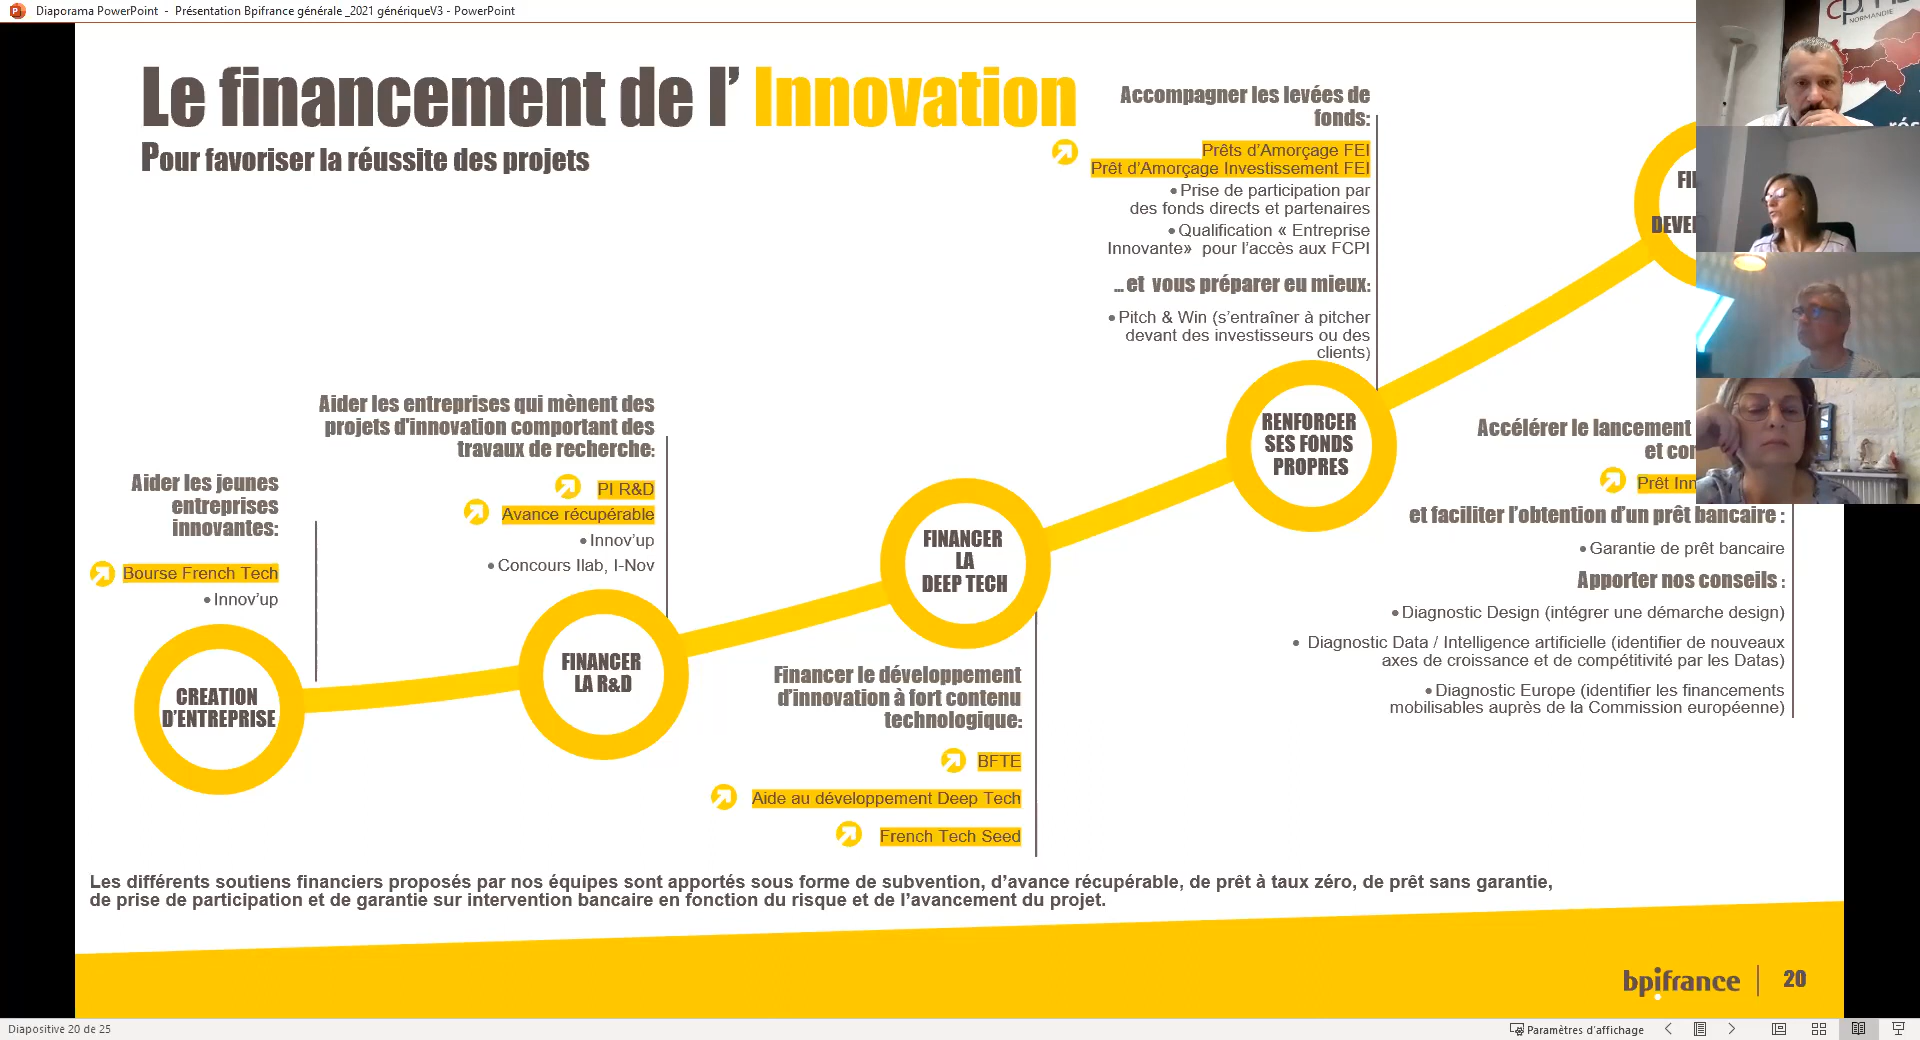 Diaporama PowerPoint - Présentation Bpifrance générale _2021 génériqueV3 - PowerPoint
Le financement de l' Innovation
Pour favoriser la réussite des projets
Accompagner les levées de
fonds:
Prêts d'Amorçage FEI
Prêt d'Amorçage Investissement FEI
• Prise de participation par
des fonds directs et partenaires
• Qualification « Entreprise
Innovante» pour l'accès aux FCPI
... et vous préparer eu mieux:
• Pitch & Win (s'entraîner à pitcher
devant des investisseurs ou des
clients)
NORMANDIE
Aider les entreprises qui mènent des
projets d'innovation comportant des
travaux de recherche:
PI R&D
Avance récupérable
• Innov'up
• Concours Ilab, I-Nov
Aider les jeunes
entreprises
innovantes:
Bourse French Tech
• Innov'up
CREATION
D'ENTREPRISE
FINANCER
LA R&D
FINANCER
LA
DEEP TECH
RENFORCER
SES FONDS
PROPRES
Financer le développement
d'innovation à fort contenu
technologique:
BFTE
Aide au développement Deep Tech
French Tech Seed
Accélérer le lancement
et
Prêt
et faciliter l'obtention d'un prêt bancaire :
• Garantie de prêt bancaire
Apporter nos conseils :
• Diagnostic Design (intégrer une démarche design)
• Diagnostic Data / Intelligence artificielle (identifier de nouveaux
axes de croissance et de compétitivité par les Datas)
• Diagnostic Europe (identifier les financements
mobilisables auprès de la Commission européenne)
Les différents soutiens financiers proposés par nos équipes sont apportés sous forme de subvention, d'avance récupérable, de prêt à taux zéro, de prêt sans garantie,
de prise de participation et de garantie sur intervention bancaire en fonction du risque et de l'avancement du projet.
bpifrance
20
Diapositive 20 de 25
Paramètres d'affichage